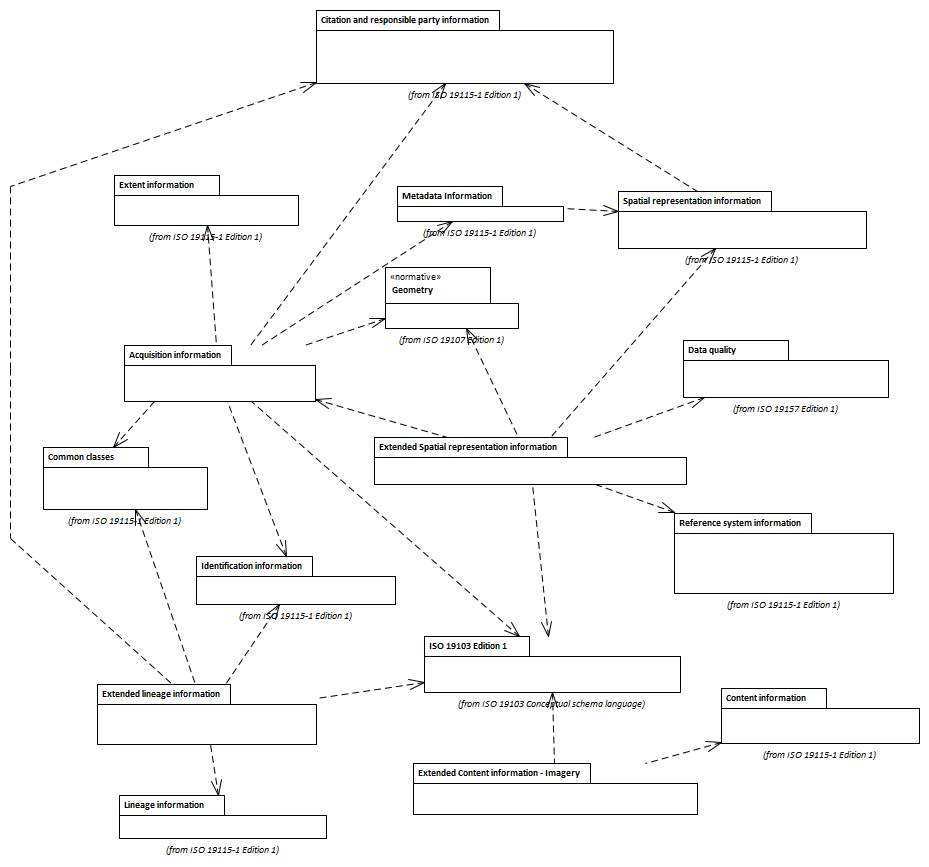 Citation and responsible party information
(from ISO 19115-1 Edition 1)
Extent information
(from ISO 19115-1 Edition 1)
Metadata Information
(from ISO 19115-1 Edition 1)
Spatial representation information
(from ISO 19115-1 Edition 1)
«normative»
Geometry
(from ISO 19107 Edition 1)
Acquisition information
Data quality
(from ISO 19157 Edition 1)
Extended Spatial representation information
Common classes
(from ISO 19115-1 Edition 1)
Reference system information
(from ISO 19115-1 Edition 1)
Identification information
(from ISO 19115-1 Edition 1)
ISO 19103 Edition 1
(from ISO 19103 Conceptual schema language)
Extended lineage information
Content information
(from ISO 19115-1 Edition 1)
Extended Content information - Imagery
Lineage information
(from ISO 19115-1 Edition 1)